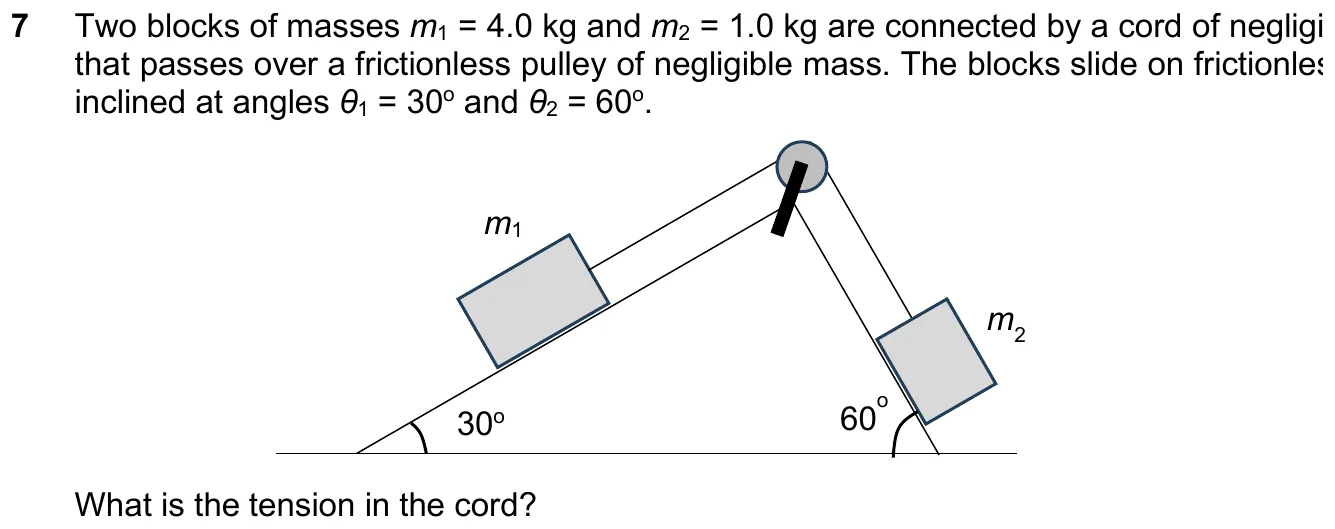 7 Two blocks of masses m₁ = 4.0 kg and m₂ = 1.0 kg are connected by a cord of negligi
that passes over a frictionless pulley of negligible mass. The blocks slide on frictionles
inclined at angles θ₁ = 30° and θ₂ = 60°.
m₁
m₂
30°
60°
What is the tension in the cord?